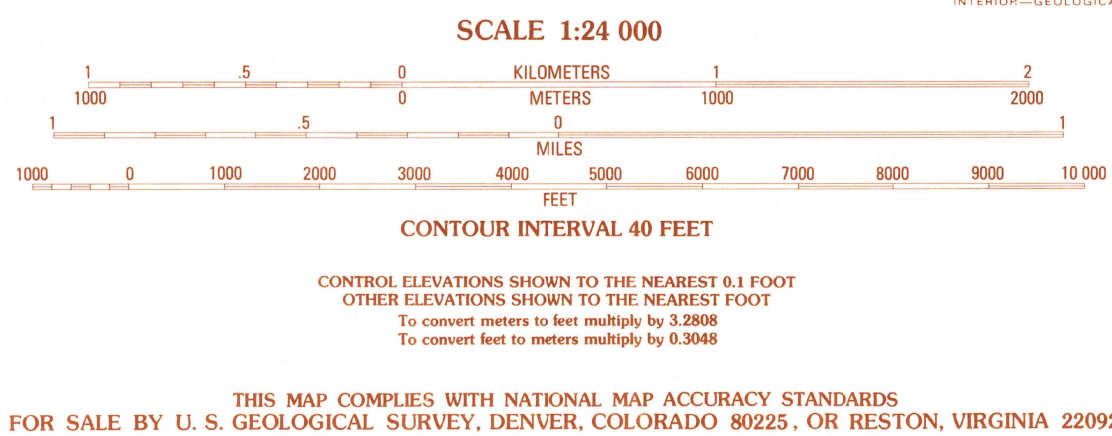 INTERIOR—GEOLOGICA
SCALE 1:24 000
1 .5 0 KILOMETERS 1 2
1000 0 METERS 1000 2000
1 .5 0 1
MILES
1000 0 1000 2000 3000 4000 5000 6000 7000 8000 9000 10 000
FEET
CONTOUR INTERVAL 40 FEET
CONTROL ELEVATIONS SHOWN TO THE NEAREST 0.1 FOOT
OTHER ELEVATIONS SHOWN TO THE NEAREST FOOT
To convert meters to feet multiply by 3.2808
To convert feet to meters multiply by 0.3048
THIS MAP COMPLIES WITH NATIONAL MAP ACCURACY STANDARDS
FOR SALE BY U. S. GEOLOGICAL SURVEY, DENVER, COLORADO 80225, OR RESTON, VIRGINIA 22092